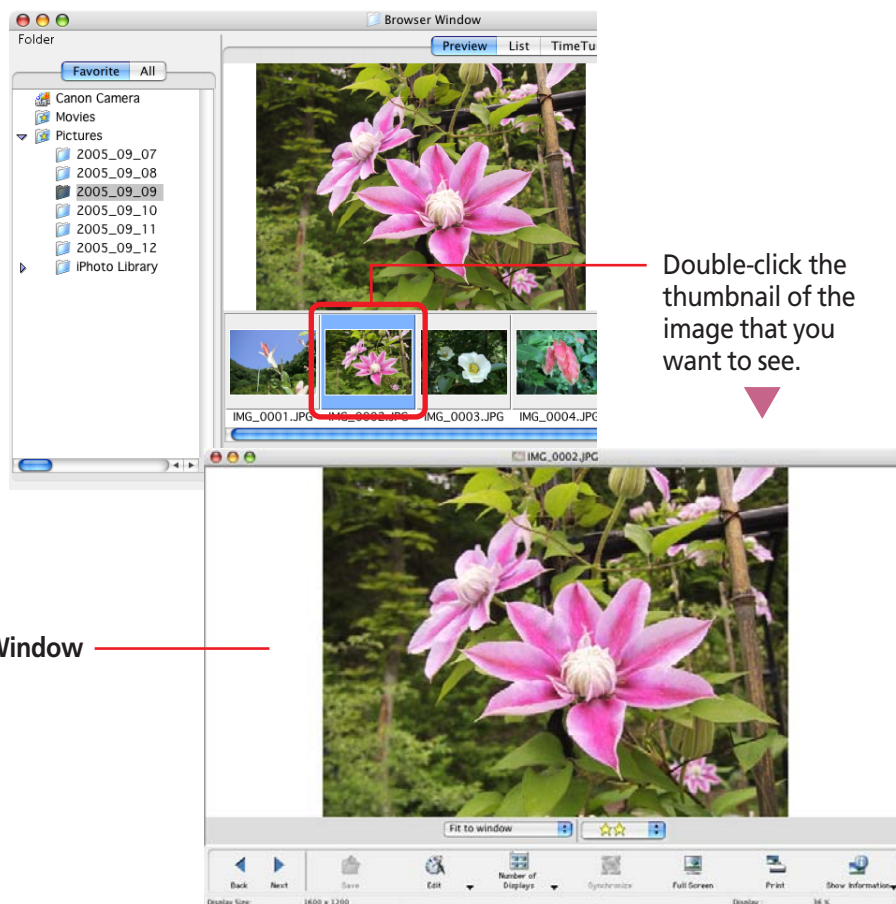 Browser Window
Folder
Preview List
Favorite All
Canon Camera
Movies
Pictures
2005_09_07
2005_09_08
2005_09_09
2005_09_10
2005_09_11
2005_09_12
iPhoto Library
Double-click the
thumbnail of the
image that you
want to see.
IMG_0001.JPG IMG_0002.JPG IMG_0003.JPG IMG_0004.JPG
IMG_0002.JPG
Window
Fit to window
Back Next Save Edit Number of
Displays Synchronize Full Screen Print Show Information
Display Size: 1600 x 1200 Display : 36 %